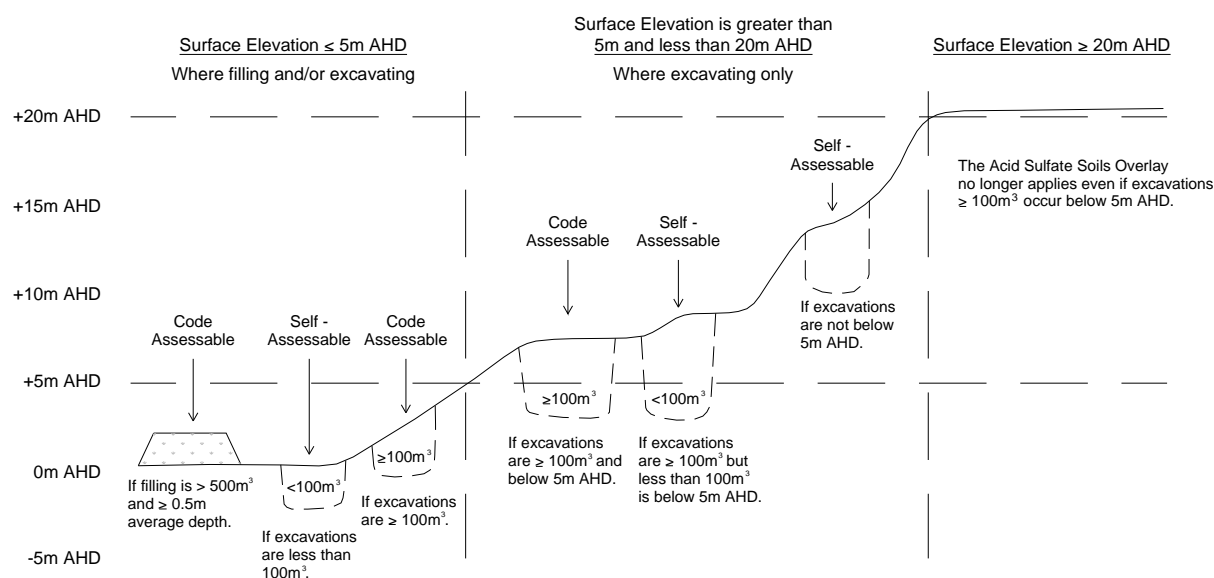 Surface Elevation ≤ 5m AHD
Where filling and/or excavating
Surface Elevation is greater than
5m and less than 20m AHD
Where excavating only
Surface Elevation ≥ 20m AHD
+20m AHD
+15m AHD
+10m AHD
+5m AHD
0m AHD
-5m AHD
Code
Assessable
If filling is > 500m³
and ≥ 0.5m
average depth.
Self -
Assessable
<100m³
If excavations
are less than
100m³.
Code
Assessable
≥100m³
If excavations
are ≥ 100m³.
Code
Assessable
≥100m³
If excavations
are ≥ 100m³ and
below 5m AHD.
Self -
Assessable
<100m³
If excavations
are ≥ 100m³ but
less than 100m³
is below 5m AHD.
Self -
Assessable
If excavations
are not below
5m AHD.
The Acid Sulfate Soils Overlay
no longer applies even if excavations
≥ 100m³ occur below 5m AHD.